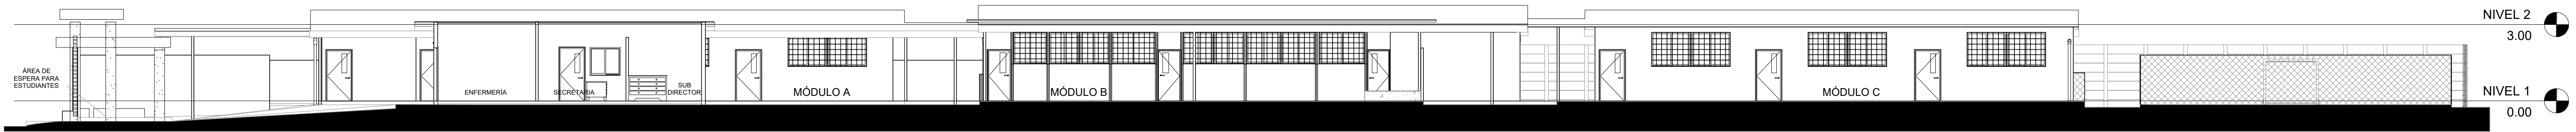 NIVEL 2
3.00
ÁREA DE
ESPERA PARA
ESTUDIANTES
ENFERMERÍA
SECRETARIA
SUB
DIRECTOR
MÓDULO A
MÓDULO B
MÓDULO C
NIVEL 1
0.00